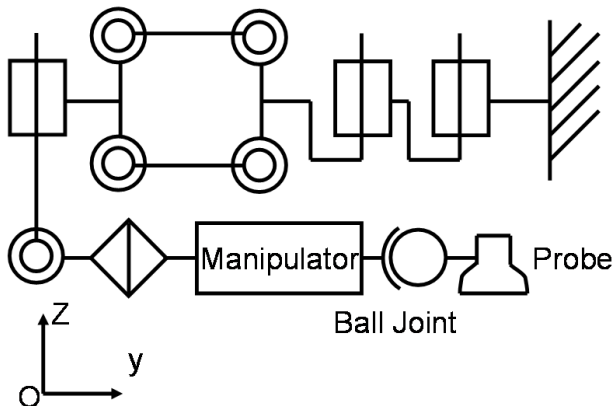 Manipulator
Probe
Ball Joint
Z
y
O